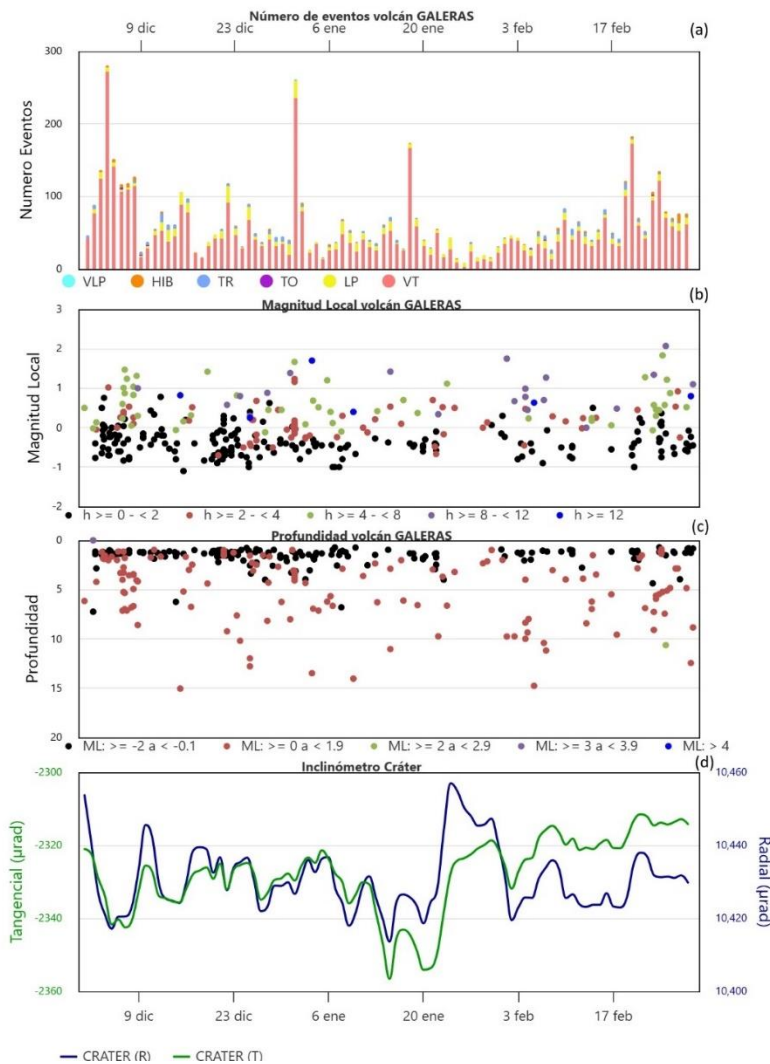 Número de eventos volcán GALERAS
(a)
9 dic 23 dic 6 ene 20 ene 3 feb 17 feb
300
200
100
0
Numero Eventos
VLP HIB TR TO LP VT
(b)
Magnitud Local volcán GALERAS
3
2
1
0
-1
-2
Magnitud Local
h >= 0 - < 2 h >= 2 - < 4 h >= 4 - < 8 h >= 8 - < 12 h >= 12
(c)
Profundidad volcán GALERAS
0
5
10
15
20
Profundidad
ML: >= -2 a < -0.1 ML: >= 0 a < 1.9 ML: >= 2 a < 2.9 ML: >= 3 a < 3.9 ML: > 4
(d)
Inclinómetro Cráter
-2300
-2320
-2340
-2360
Tangencial (µrad)
10,460
10,440
10,420
10,400
Radial (µrad)
9 dic 23 dic 6 ene 20 ene 3 feb 17 feb
CRATER (R) CRATER (T)